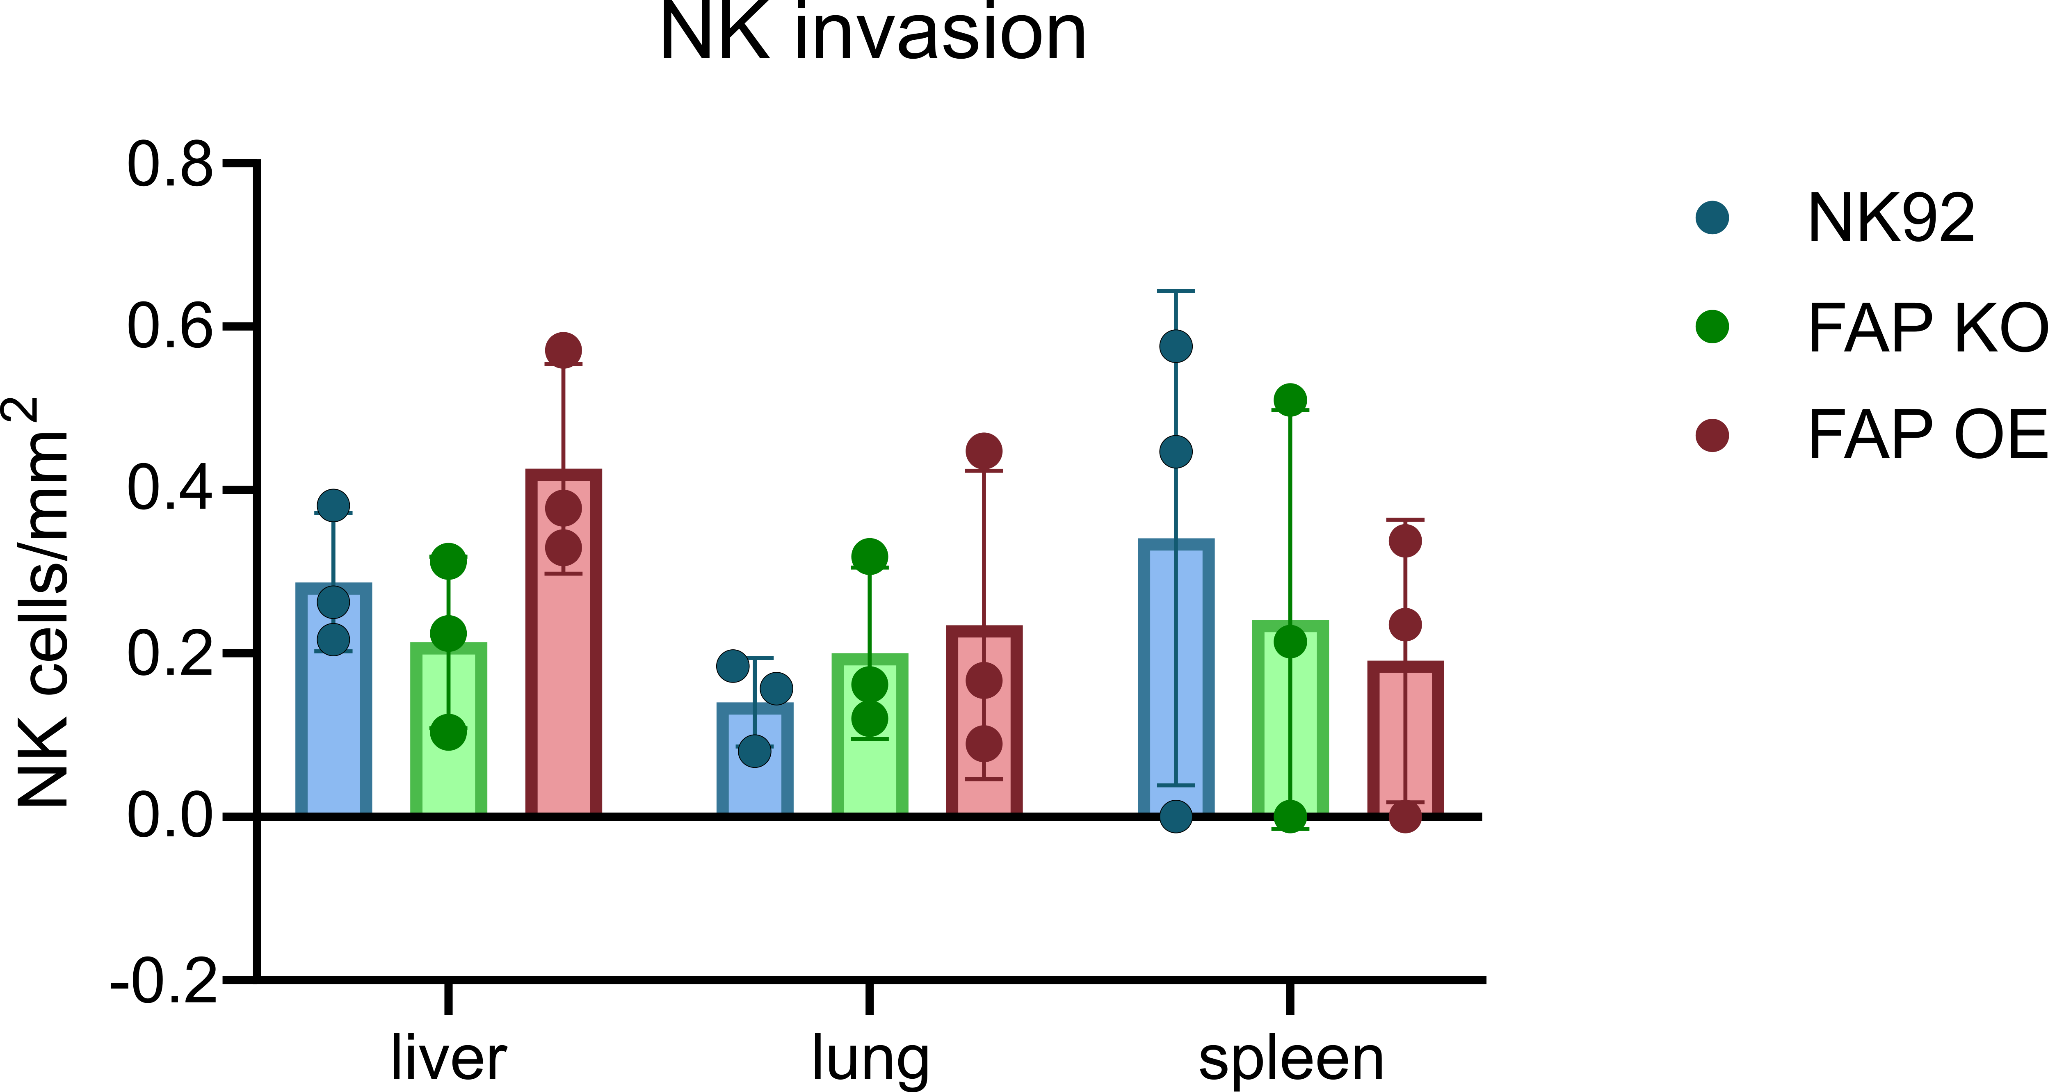 NK invasion
NK cells/mm²
0.8
0.6
0.4
0.2
0.0
-0.2
liver
lung
spleen
NK92
FAP KO
FAP OE